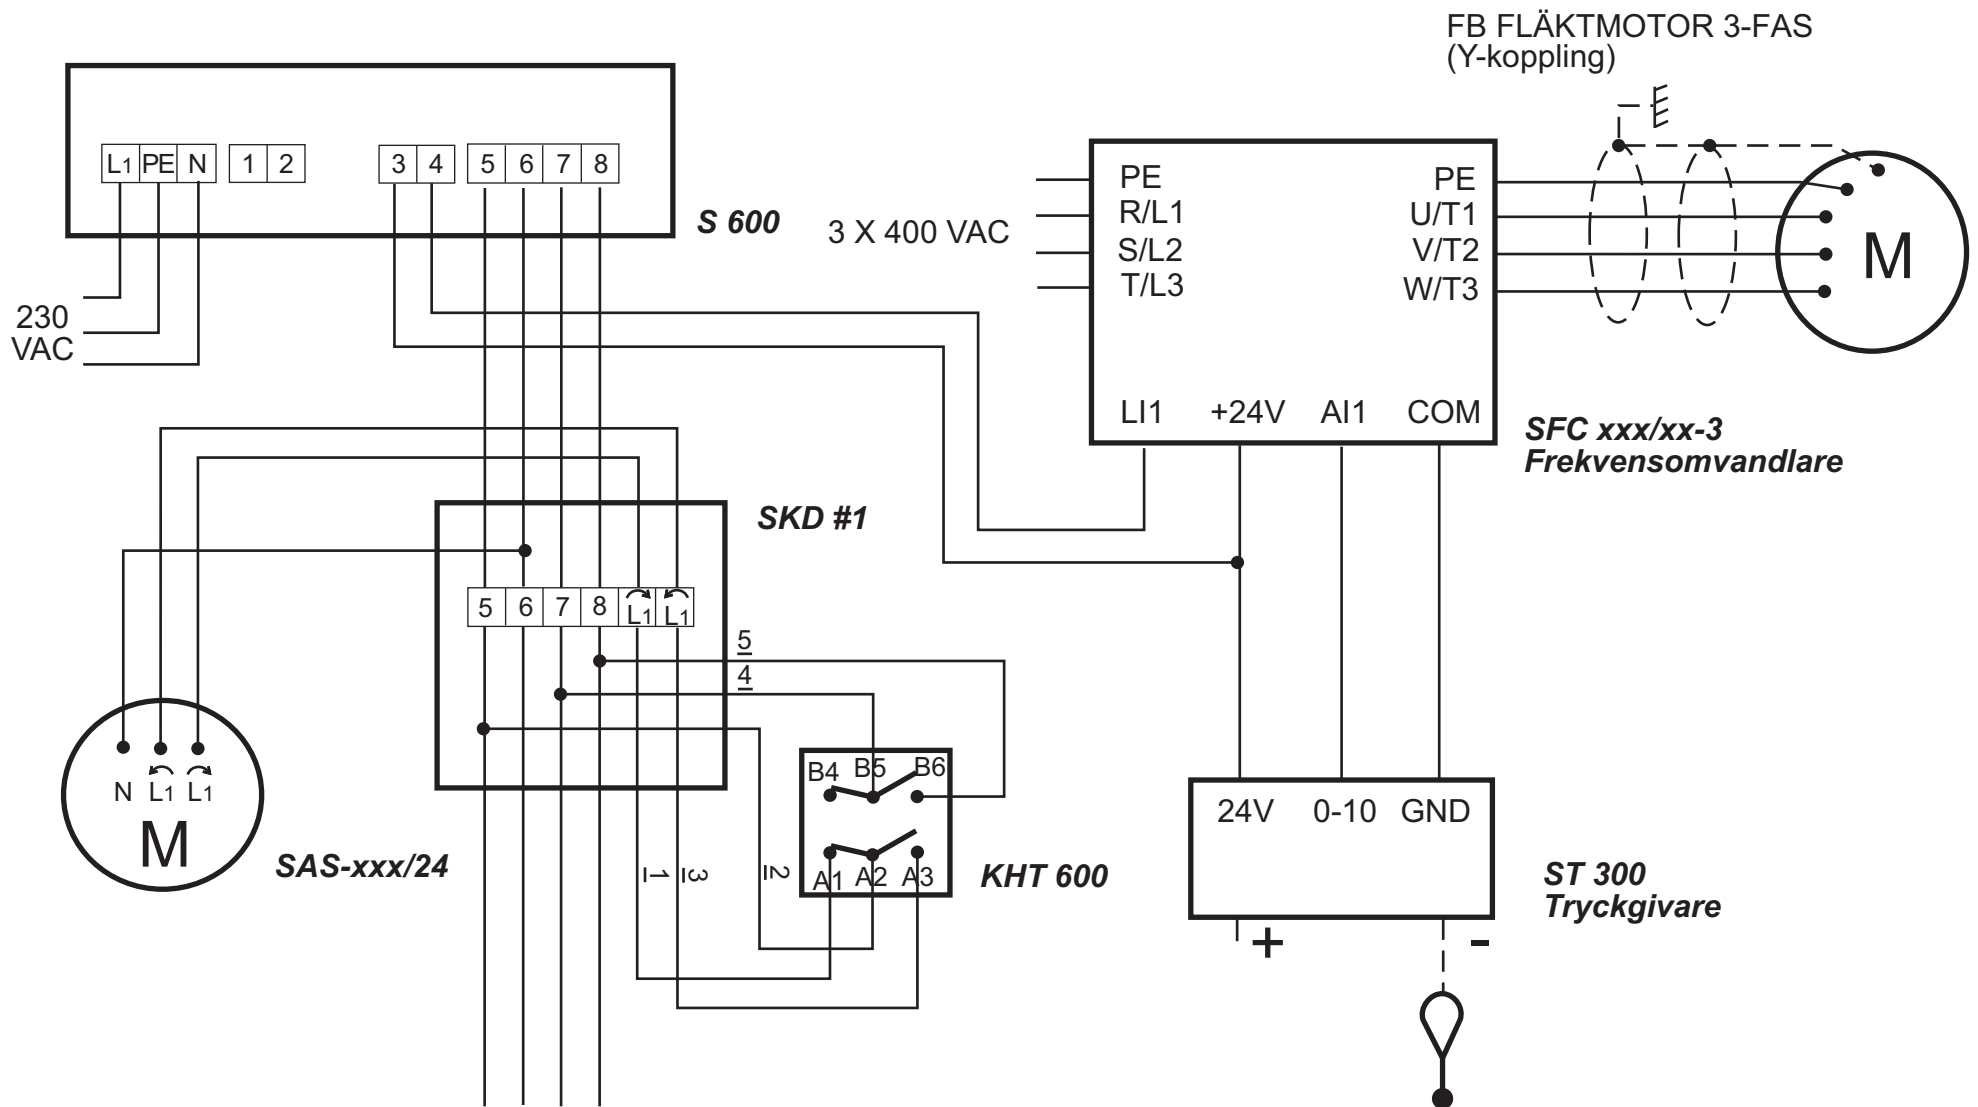 FB FLÄKTMOTOR 3-FAS
(Y-koppling)
L1 PE N 1 2 3 4 5 6 7 8
S 600
230
VAC
3 X 400 VAC
PE
R/L1
S/L2
T/L3
PE
U/T1
V/T2
W/T3
M
LI1 +24V AI1 COM
SFC xxx/xx-3
Frekvensomvandlare
SKD #1
5 6 7 8 L1 L1
5
4
1
3
2
N L1 L1
M
SAS-xxx/24
B4 B5 B6
A1 A2 A3
KHT 600
24V 0-10 GND
ST 300
Tryckgivare
+ -